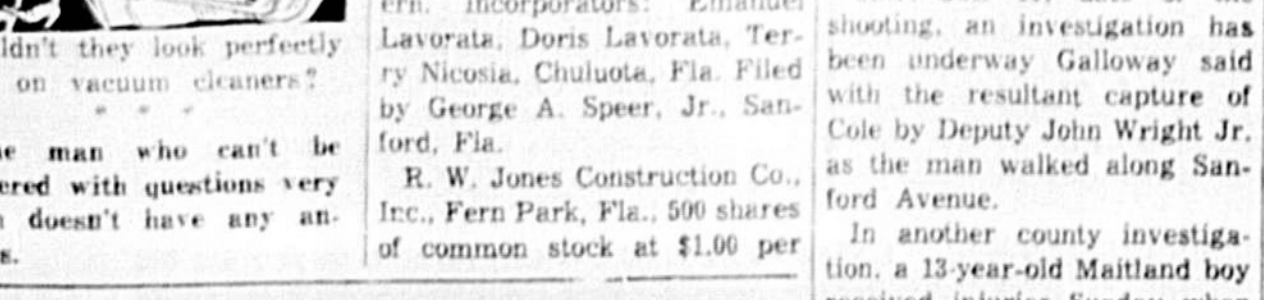 ldn't they look perfectly
on vacuum cleaners?
* * *
e man who can't be
ered with questions very
doesn't have any an-
s.
ern. Incorporators: Emanuel
Lavorata, Doris Lavorata, Ter-
ry Nicosia, Chuluota, Fla. Filed
by George A. Speer, Jr., San-
ford, Fla.
R. W. Jones Construction Co.,
Inc., Fern Park, Fla., 500 shares
of common stock at $1.00 per
shooting, an investigation has
been underway Galloway said
with the resultant capture of
Cole by Deputy John Wright Jr.
as the man walked along San-
ford Avenue.
In another county investiga-
tion, a 13-year-old Maitland boy
received injuries Sunday when